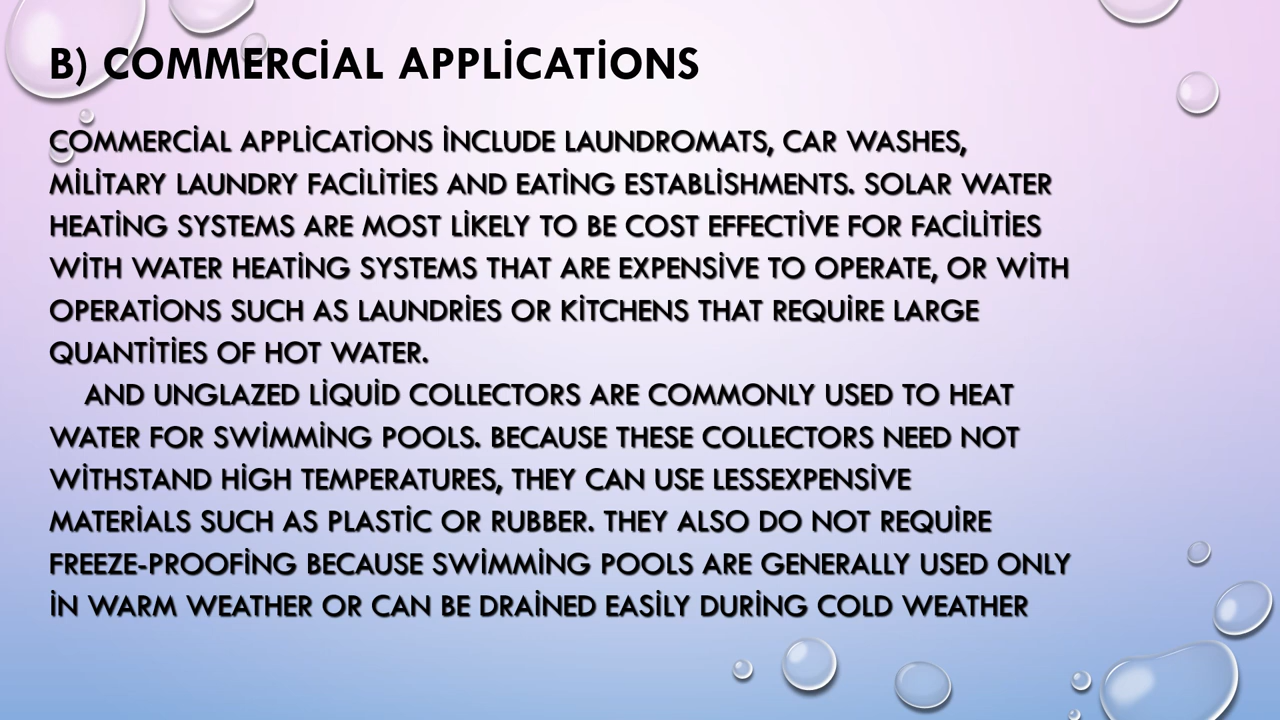 B) COMMERCİAL APPLİCATİONS
COMMERCİAL APPLİCATİONS İNCLUDE LAUNDROMATS, CAR WASHES,
MİLİTARY LAUNDRY FACİLİTİES AND EATİNG ESTABLİSHMENTS. SOLAR WATER
HEATİNG SYSTEMS ARE MOST LİKELY TO BE COST EFFECTİVE FOR FACİLİTİES
WİTH WATER HEATİNG SYSTEMS THAT ARE EXPENSİVE TO OPERATE, OR WİTH
OPERATİONS SUCH AS LAUNDRİES OR KİTCHENS THAT REQUİRE LARGE
QUANTİTİES OF HOT WATER.
AND UNGLAZED LİQUİD COLLECTORS ARE COMMONLY USED TO HEAT
WATER FOR SWİMMİNG POOLS. BECAUSE THESE COLLECTORS NEED NOT
WİTHSTAND HİGH TEMPERATURES, THEY CAN USE LESSEXPENSİVE
MATERİALS SUCH AS PLASTİC OR RUBBER. THEY ALSO DO NOT REQUİRE
FREEZE-PROOFİNG BECAUSE SWİMMİNG POOLS ARE GENERALLY USED ONLY
İN WARM WEATHER OR CAN BE DRAİNED EASİLY DURİNG COLD WEATHER